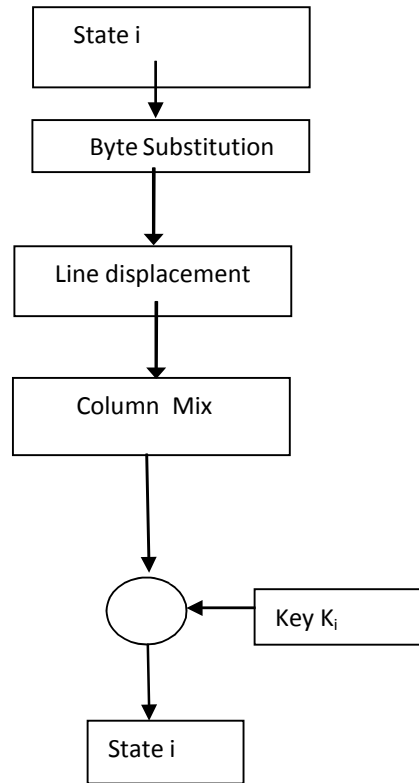 State i
Byte Substitution
Line displacement
Column Mix
Key Kᵢ
State i